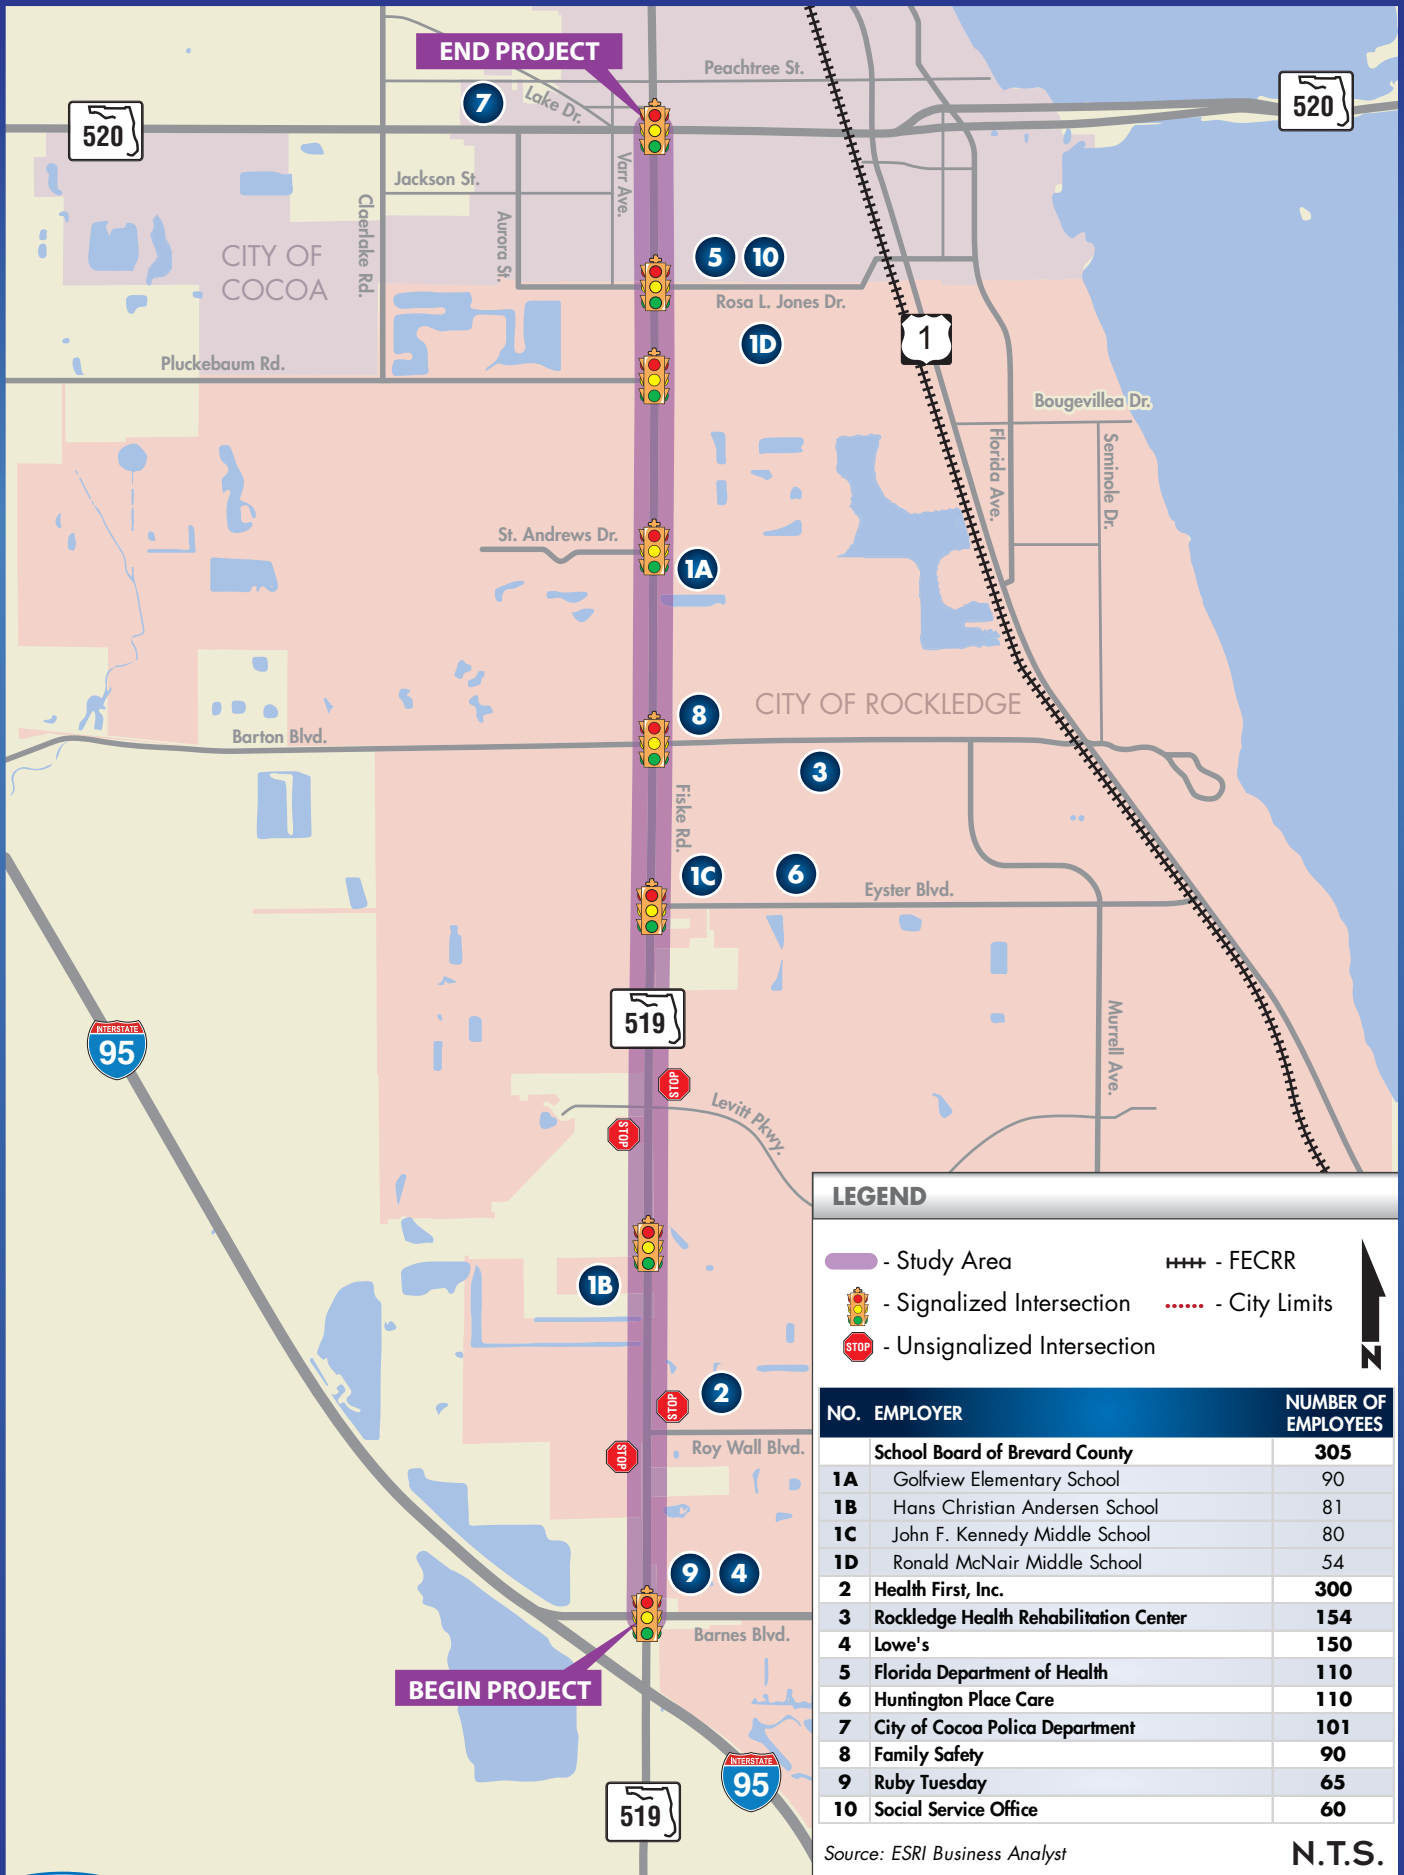 END PROJECT
Peachtree St.
7
Lake Dr.
520
520
Varr Ave.
Jackson St.
Claerlake Rd.
Aurora St.
CITY OF
COCOA
5
10
Rosa L. Jones Dr.
1D
1
Pluckebaum Rd.
Bougevillea Dr.
Florida Ave.
Seminole Dr.
St. Andrews Dr.
1A
CITY OF ROCKLEDGE
8
Barton Blvd.
3
Fiske Rd.
1C
6
Eyster Blvd.
519
INTERSTATE
95
Murrell Ave.
STOP
Levitt Pkwy.
STOP
1B
2
STOP
Roy Wall Blvd.
STOP
9
4
Barnes Blvd.
BEGIN PROJECT
INTERSTATE
95
519
LEGEND
- Study Area
- FECRR
- Signalized Intersection
- City Limits
STOP - Unsignalized Intersection
N
NO. EMPLOYER NUMBER OF
EMPLOYEES
School Board of Brevard County 305
1A Golfview Elementary School 90
1B Hans Christian Andersen School 81
1C John F. Kennedy Middle School 80
1D Ronald McNair Middle School 54
2 Health First, Inc. 300
3 Rockledge Health Rehabilitation Center 154
4 Lowe's 150
5 Florida Department of Health 110
6 Huntington Place Care 110
7 City of Cocoa Polica Department 101
8 Family Safety 90
9 Ruby Tuesday 65
10 Social Service Office 60
Source: ESRI Business Analyst
N.T.S.